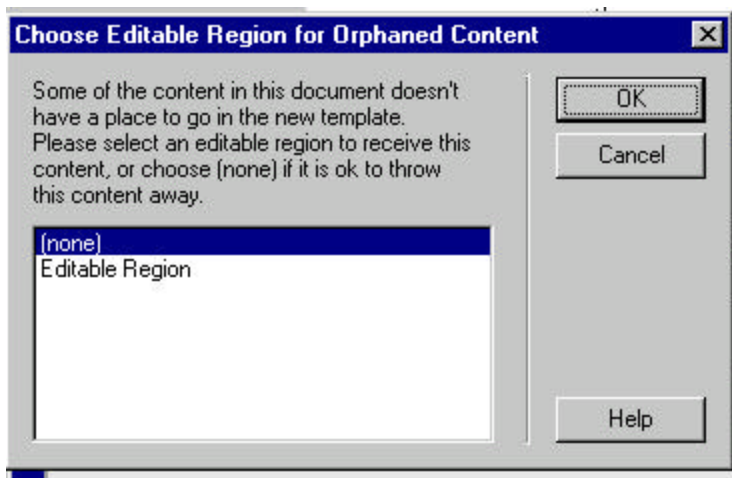 Choose Editable Region for Orphaned Content
Some of the content in this document doesn't
have a place to go in the new template.
Please select an editable region to receive this
content, or choose (none) if it is ok to throw
this content away.
OK
Cancel
(none)
Editable Region
Help